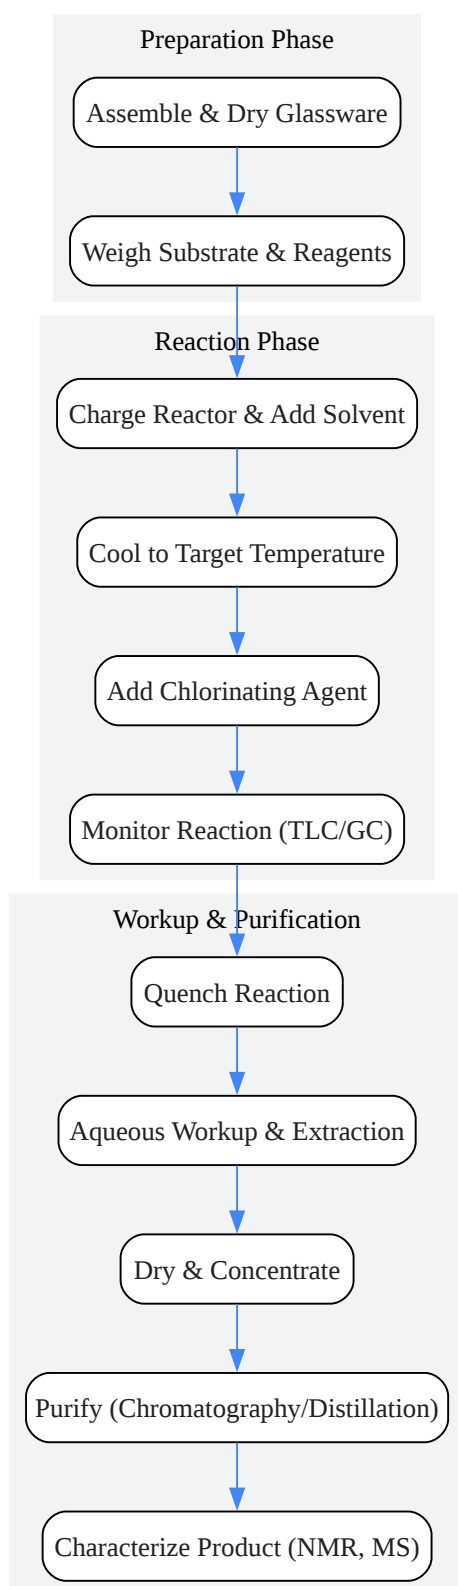 Preparation Phase
Assemble & Dry Glassware
Weigh Substrate & Reagents
Reaction Phase
Charge Reactor & Add Solvent
Cool to Target Temperature
Add Chlorinating Agent
Monitor Reaction (TLC/GC)
Workup & Purification
Quench Reaction
Aqueous Workup & Extraction
Dry & Concentrate
Purify (Chromatography/Distillation)
Characterize Product (NMR, MS)